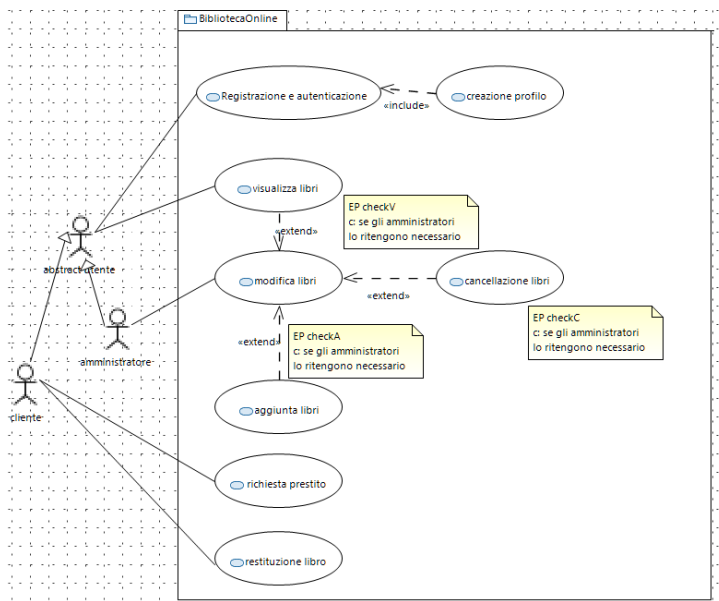 BibliotecaOnline
Registrazione e autenticazione
creazione profilo
«include»
visualizza libri
EP checkV
c: se gli amministratori
lo ritengono necessario
«extend»
abstract utente
modifica libri
cancellazione libri
«extend»
EP checkC
c: se gli amministratori
lo ritengono necessario
«extend»
EP checkA
c: se gli amministratori
lo ritengono necessario
amministratore
cliente
aggiunta libri
richiesta prestito
restituzione libro